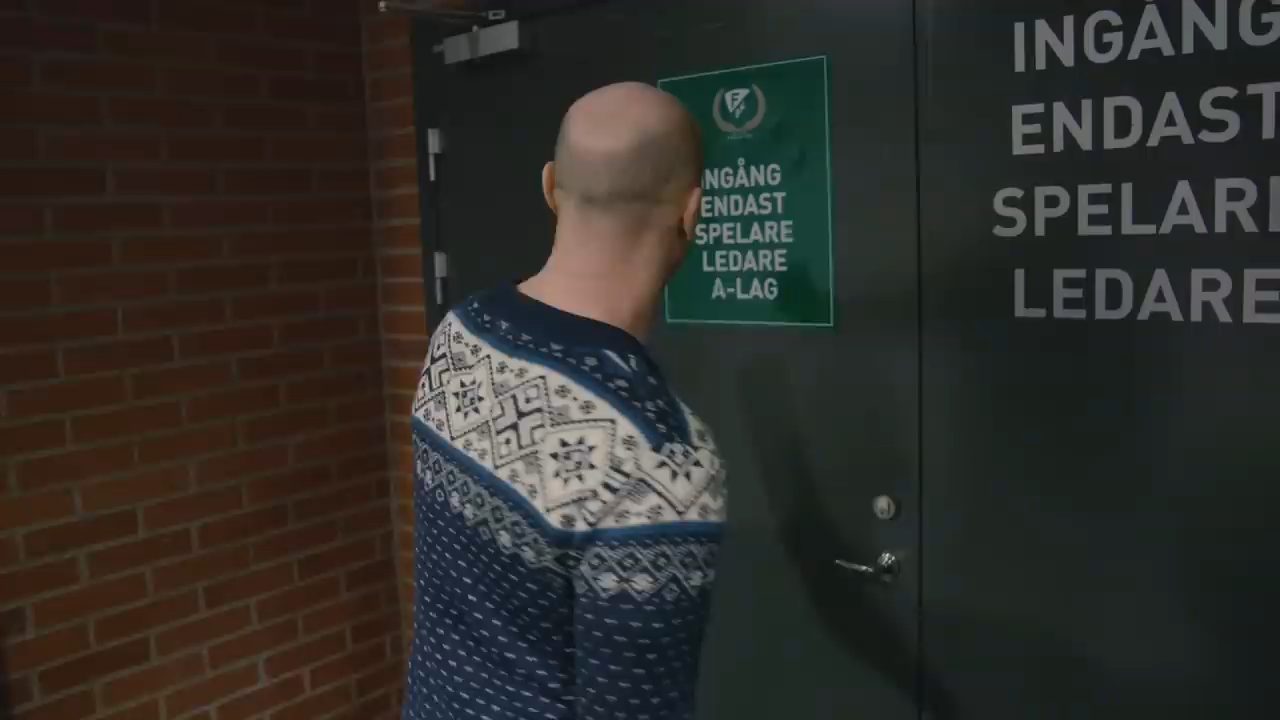 INGÅNG
ENDAST
SPELARE
LEDARE
A-LAG
INGÅNG
ENDAST
SPELARE
LEDARE